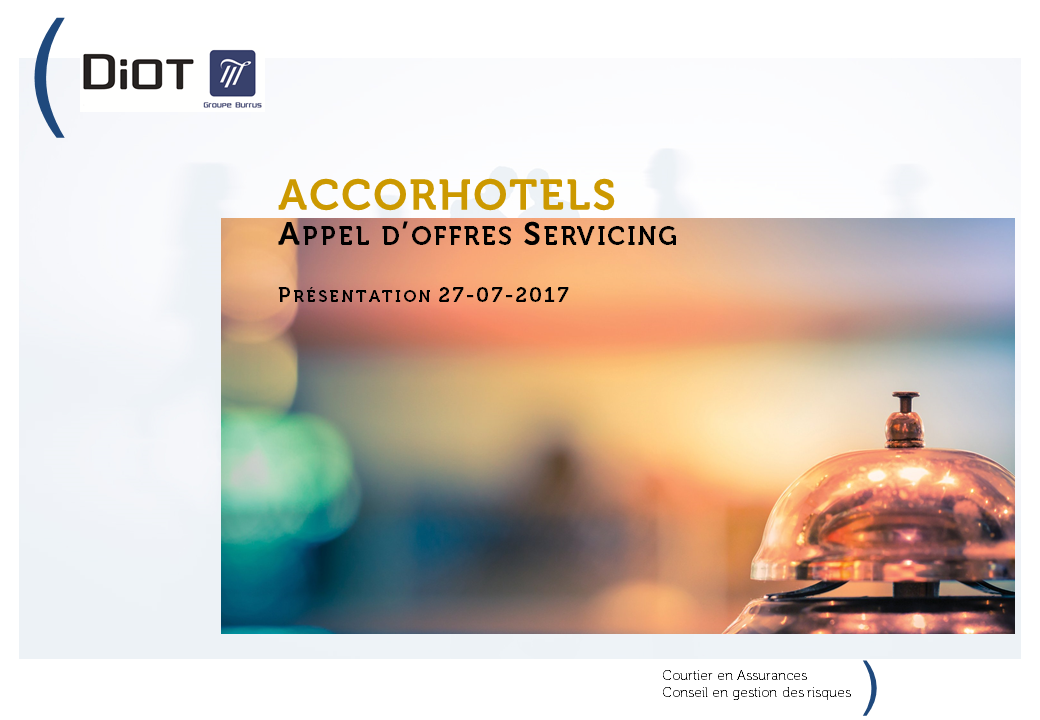 DiOT
Groupe Burrus
ACCORHOTELS
APPEL D'OFFRES SERVICING
PRÉSENTATION 27-07-2017
Courtier en Assurances
Conseil en gestion des risques